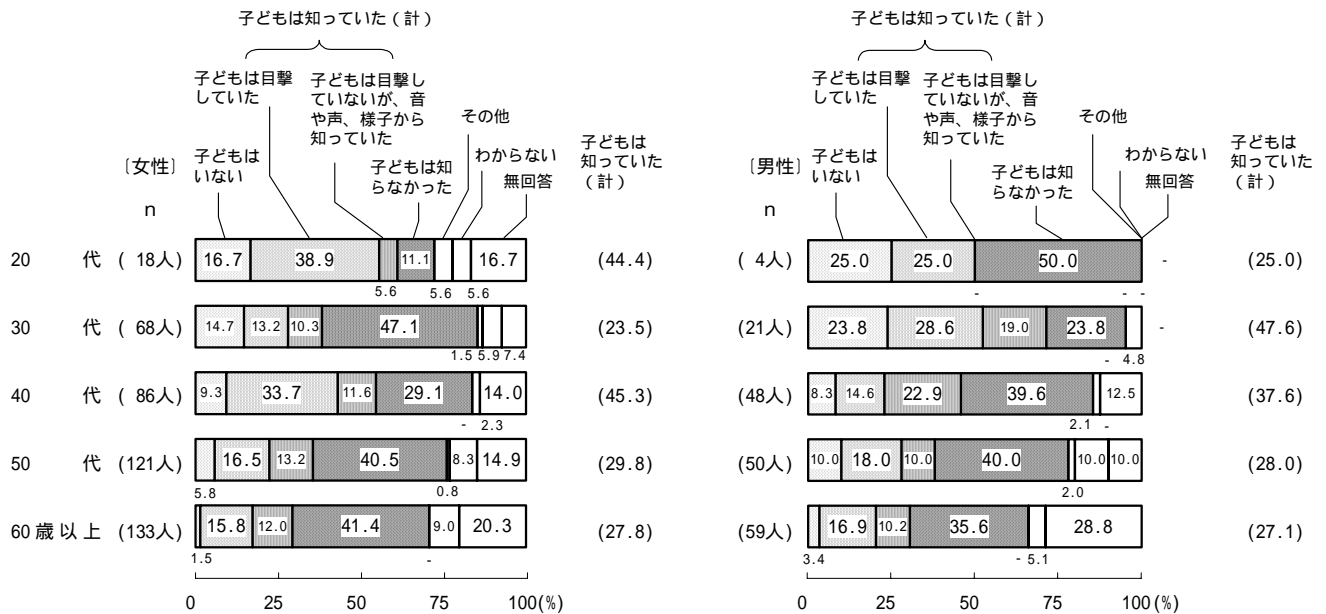 子どもは知っていた(計)
子どもは目撃
していた
子どもは目撃し
ていないが、音
や声、様子から
知っていた
その他
わからない
無回答
子どもは
知っていた
(計)
〔女性〕
子どもは
いない
子どもは知
らなかった
n
20 代 ( 18人) 16.7 38.9 11.1 16.7 (44.4)
5.6 5.6 5.6
30 代 ( 68人) 14.7 13.2 10.3 47.1 (23.5)
1.5 5.9 7.4
40 代 ( 86人) 9.3 33.7 11.6 29.1 14.0 (45.3)
- 2.3
50 代 (121人) 16.5 13.2 40.5 8.3 14.9 (29.8)
5.8 0.8
60歳以上 (133人) 15.8 12.0 41.4 9.0 20.3 (27.8)
1.5 -
0 25 50 75 100(%)
子どもは知っていた(計)
子どもは目撃
していた
子どもは目撃し
ていないが、音
や声、様子から
知っていた
その他
わからない
無回答
子どもは
知っていた
(計)
〔男性〕
子どもは
いない
子どもは知
らなかった
n
( 4人) 25.0 25.0 50.0 - (25.0)
- - -
(21人) 23.8 28.6 19.0 23.8 - (47.6)
- 4.8
(48人) 8.3 14.6 22.9 39.6 12.5 (37.6)
2.1 -
(50人) 10.0 18.0 10.0 40.0 10.0 10.0 (28.0)
2.0
(59人) 16.9 10.2 35.6 28.8 (27.1)
3.4 - 5.1
0 25 50 75 100(%)